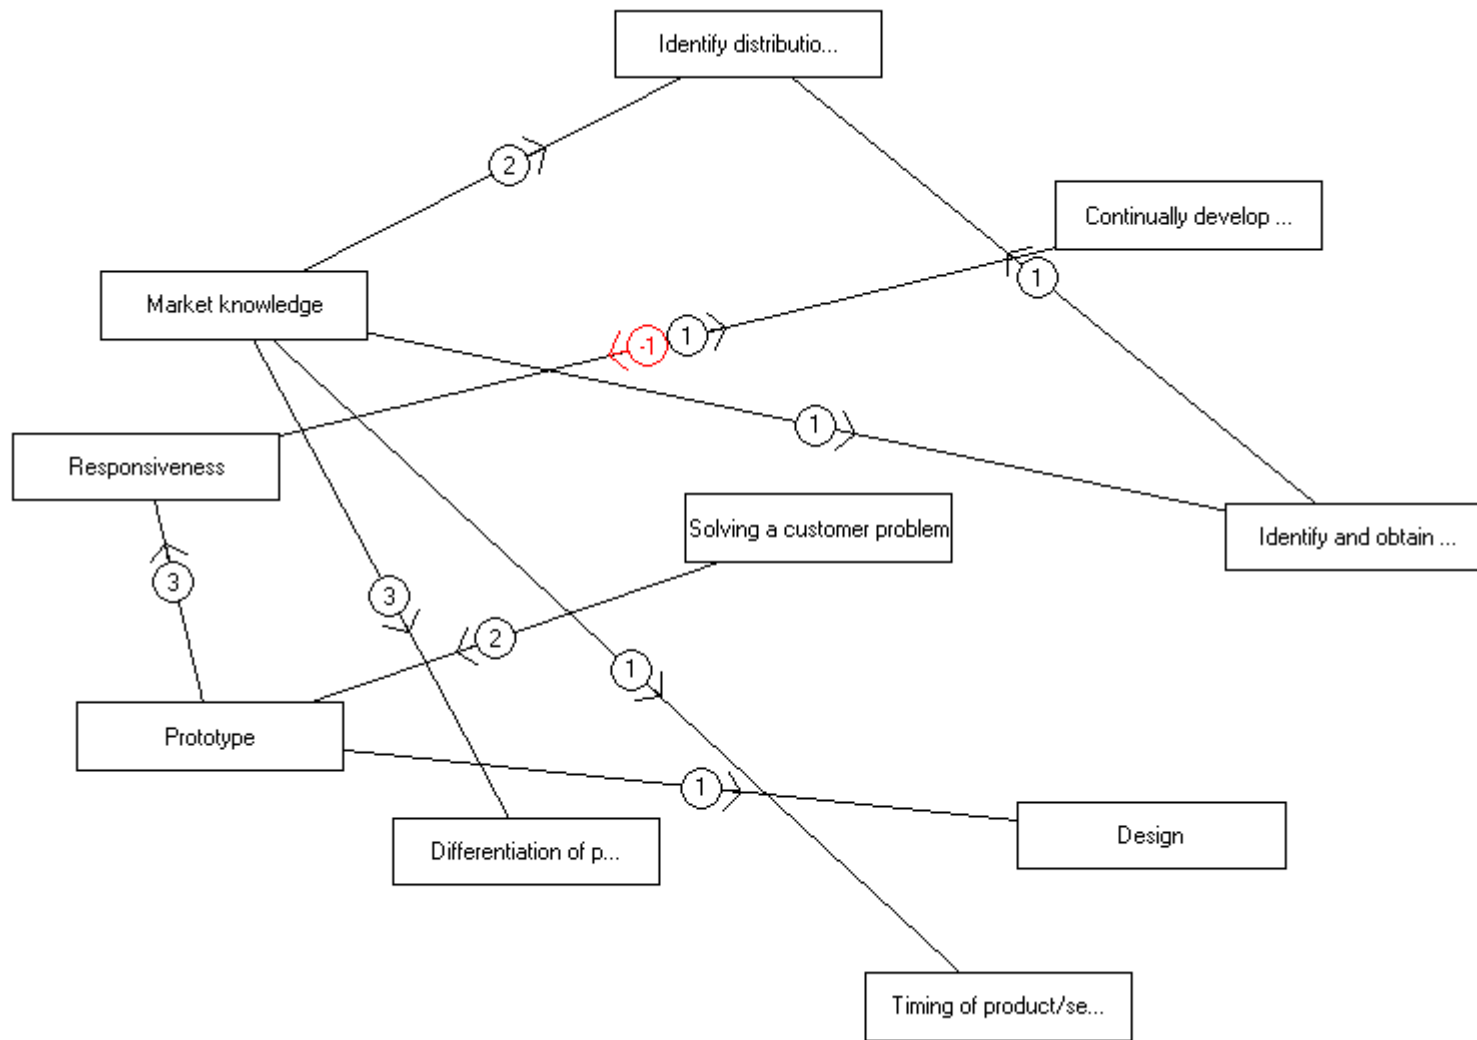 Identify distributio...
2
Continually develop ...
1
Market knowledge
-1
1
1
Responsiveness
Solving a customer problem
Identify and obtain ...
3
3
2
1
Prototype
1
Design
Differentiation of p...
Timing of product/se...